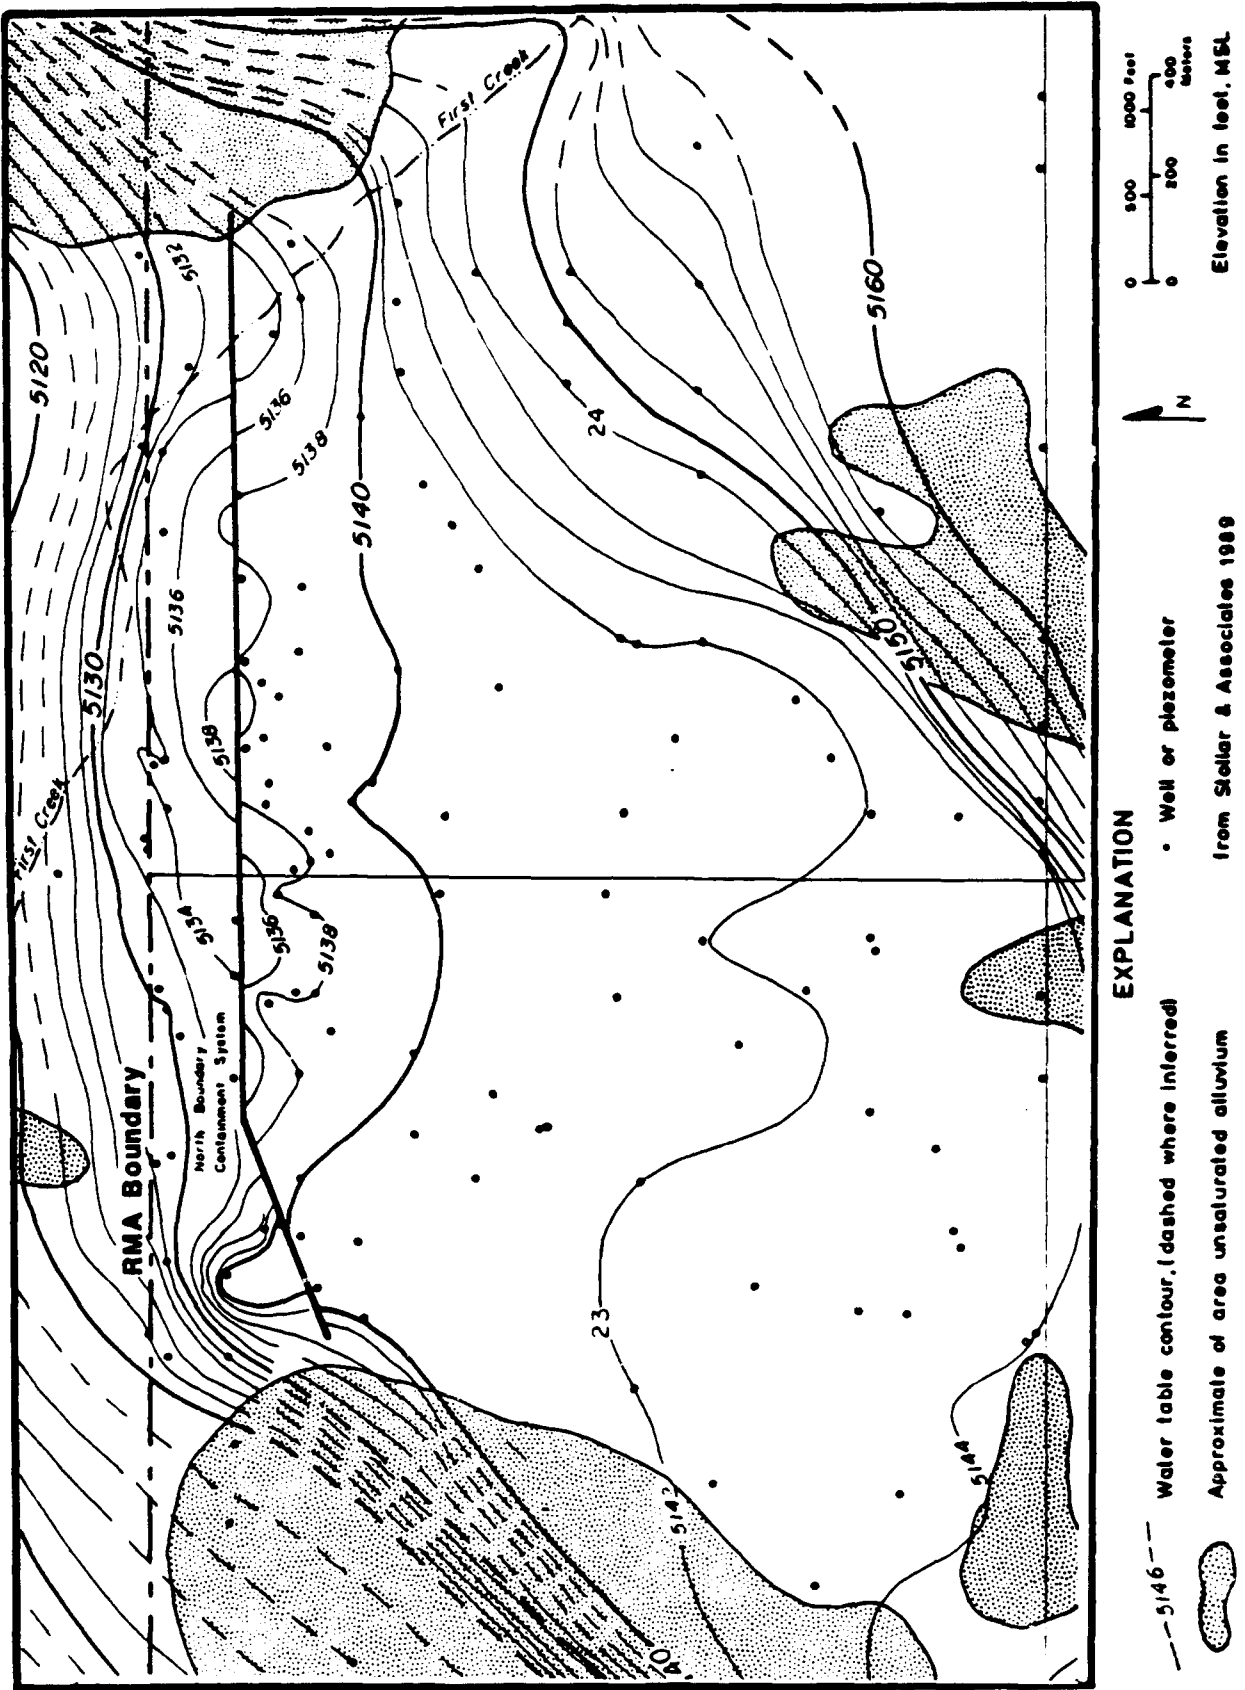 First Creek
5132
5120
5136
5138
5140
24
5160
5136
5130
5138
First Creek
5134
5136
5138
North Boundary
Containment System
RMA Boundary
5150
23
5142
5144
EXPLANATION
—5146— Water table contour, (dashed where inferred)
Approximate of area unsaturated alluvium
• Well or piezometer
from Stollar & Associates 1989
N
0 500 1000 Feet
0 200 400
Meters
Elevation in feet, MSL